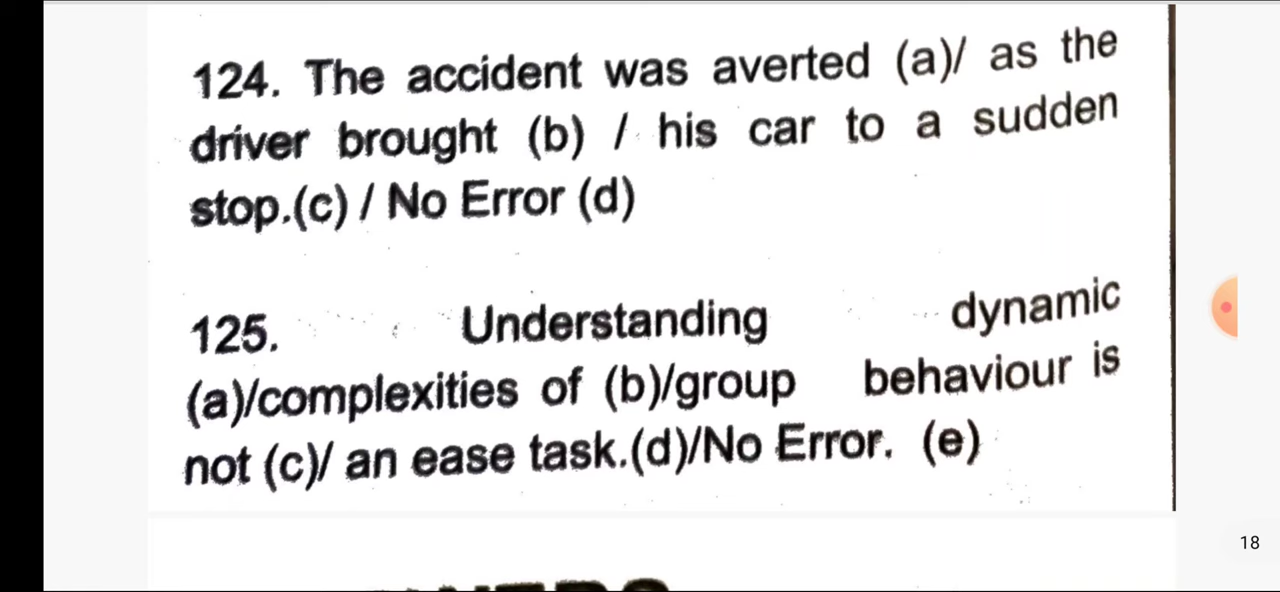 124. The accident was averted (a)/ as the
driver brought (b) / his car to a sudden
stop.(c) / No Error (d)
125. Understanding dynamic
(a)/complexities of (b)/group behaviour is
not (c)/ an ease task.(d)/No Error. (e)
18